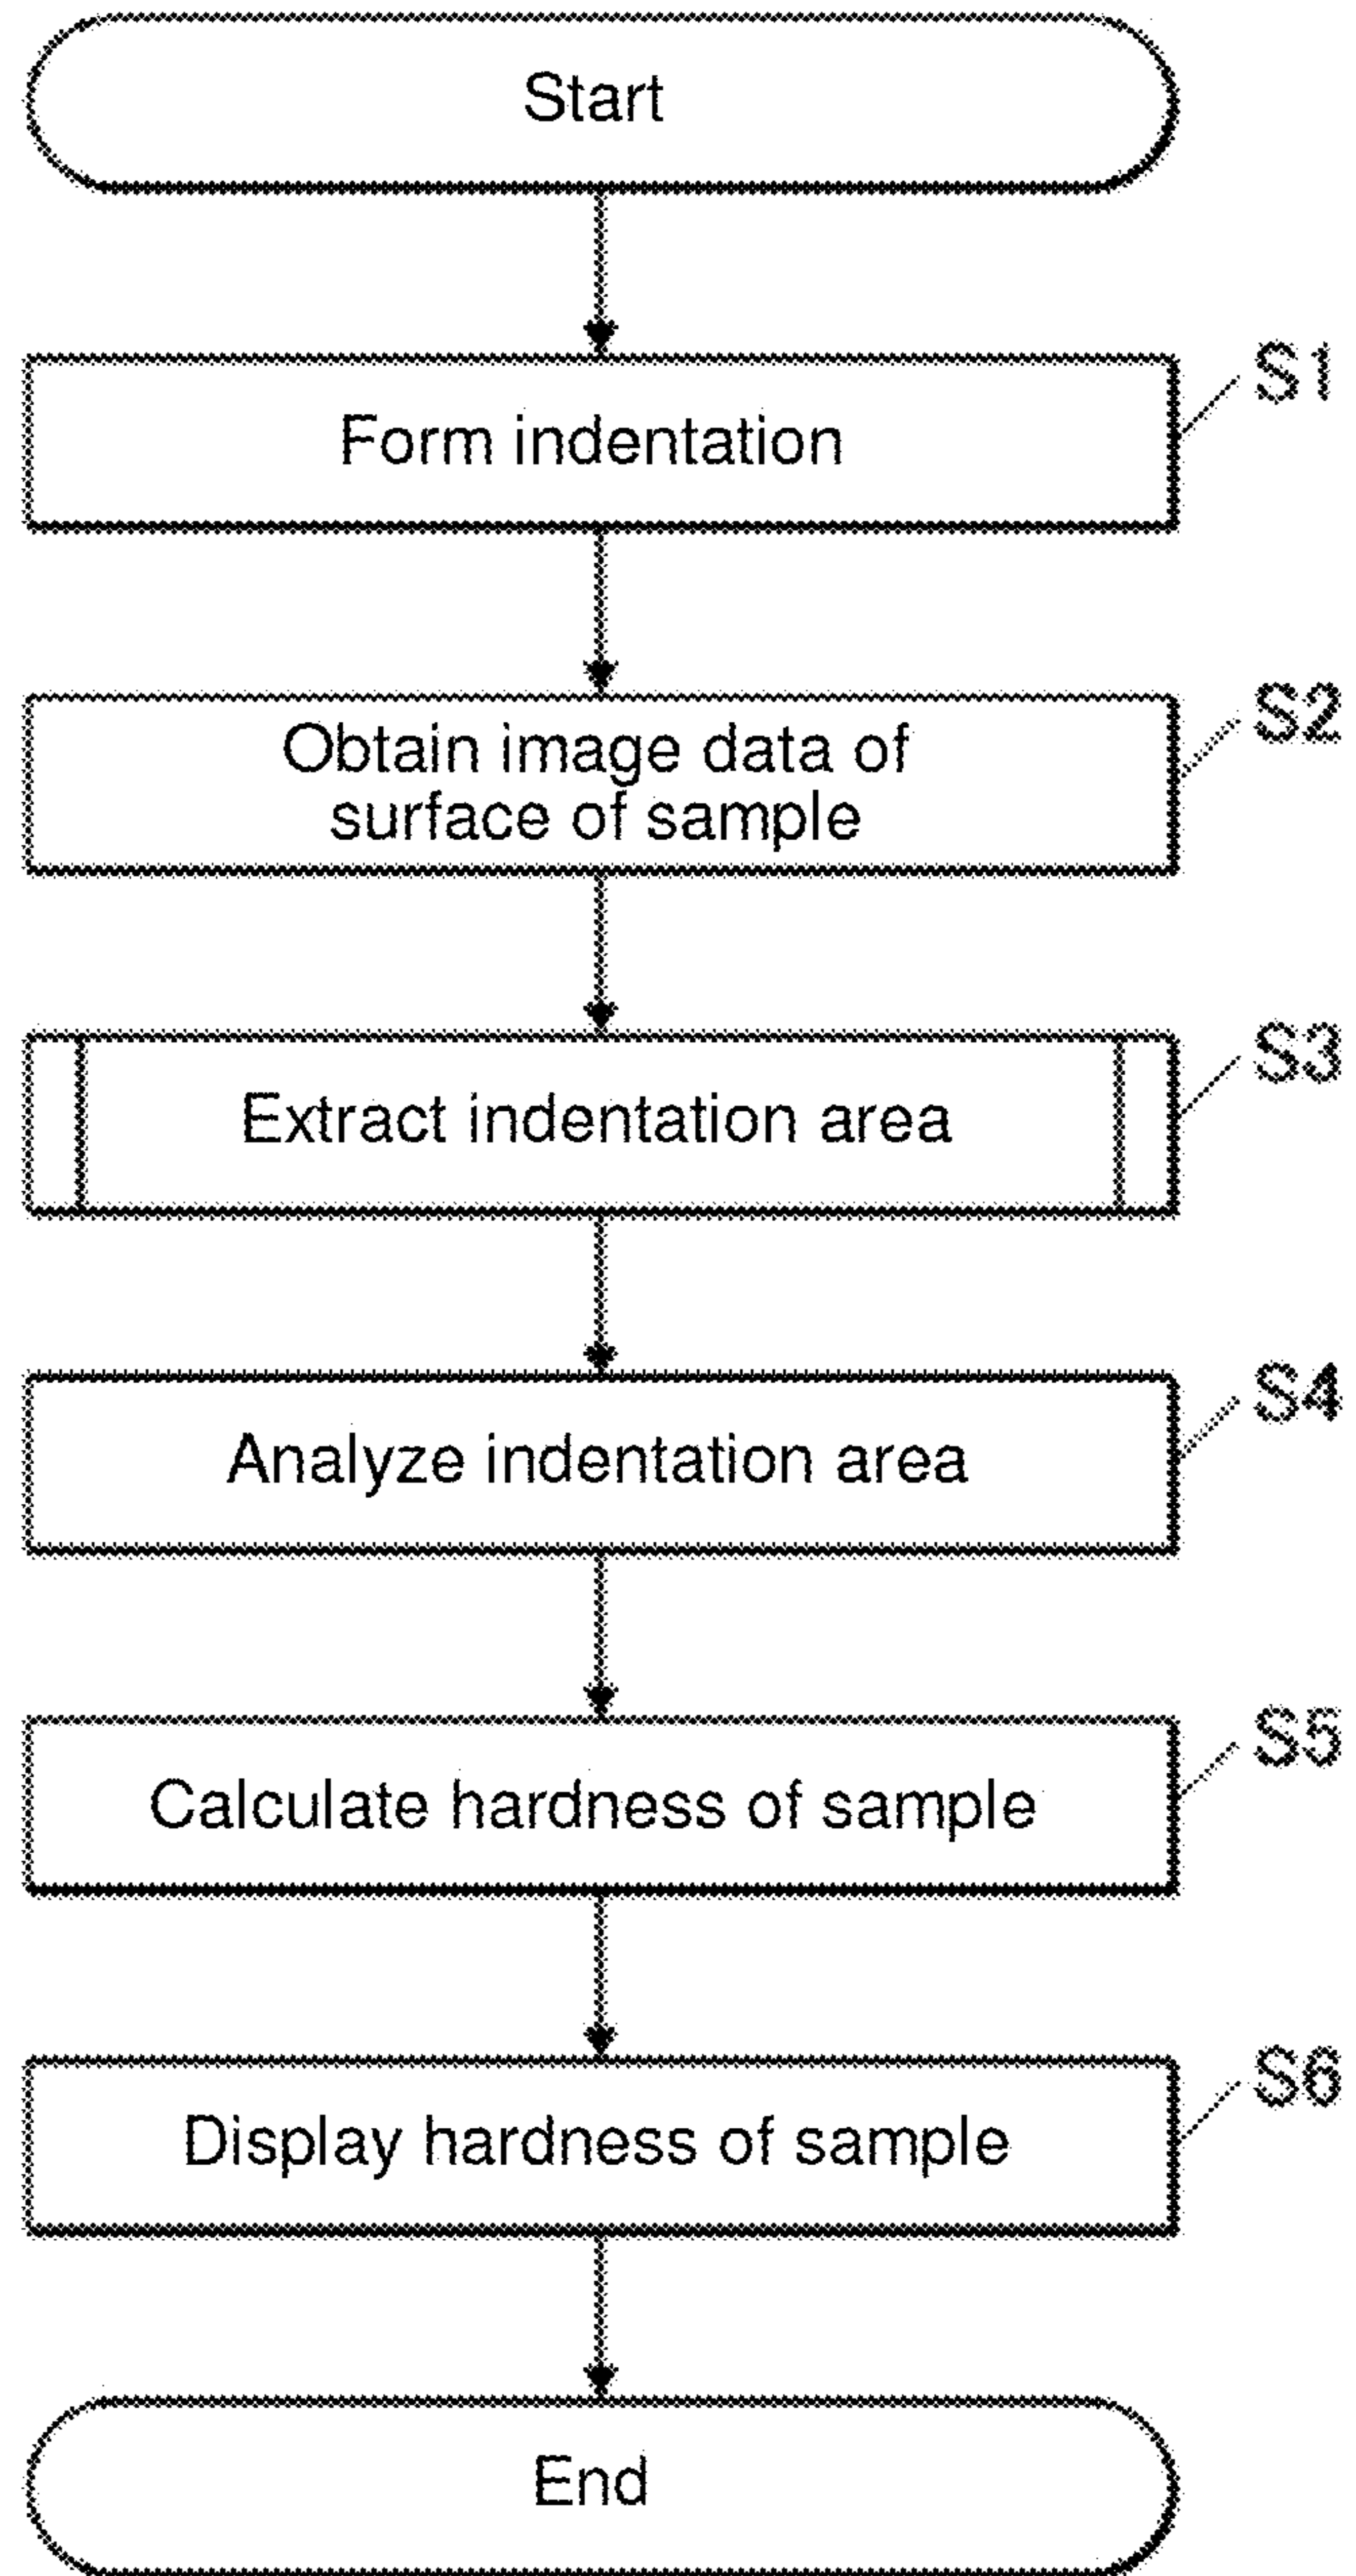 Start
Form indentation
S1
Obtain image data of
surface of sample
S2
Extract indentation area
S3
Analyze indentation area
S4
Calculate hardness of sample
S5
Display hardness of sample
S6
End